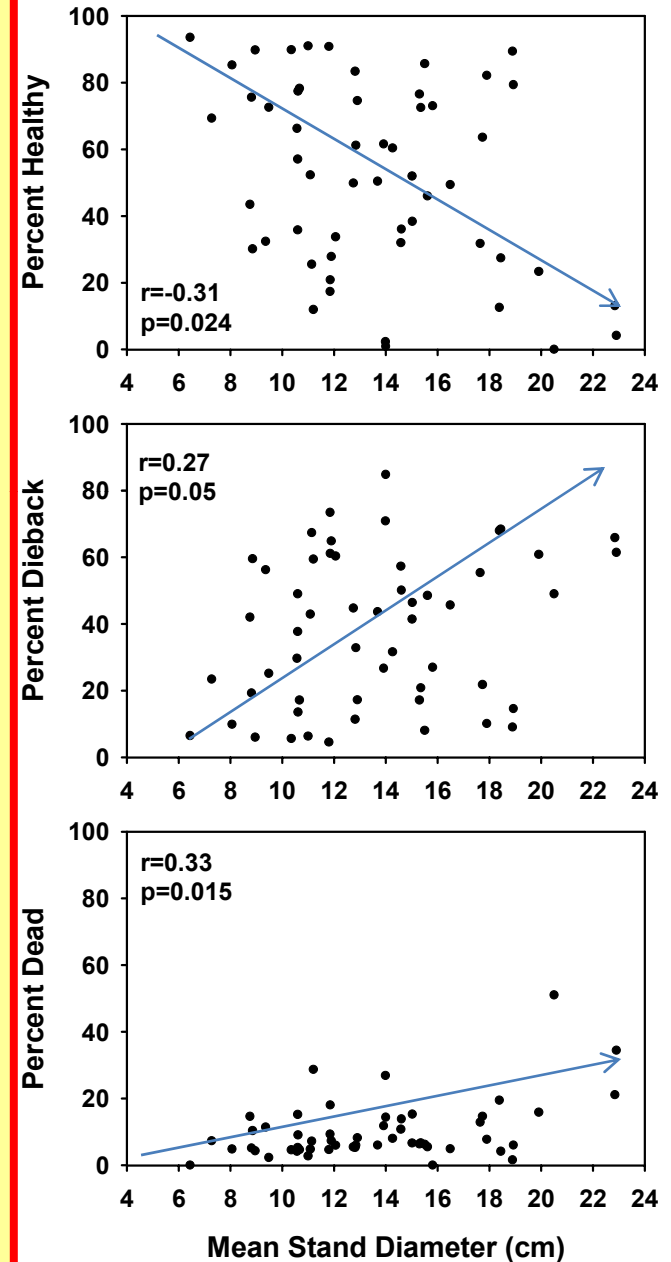 100
80
60
40
20
0
Percent Healthy
r=-0.31
p=0.024
4 6 8 10 12 14 16 18 20 22 24
100
80
60
40
20
0
Percent Dieback
r=0.27
p=0.05
4 6 8 10 12 14 16 18 20 22 24
100
80
60
40
20
0
Percent Dead
r=0.33
p=0.015
4 6 8 10 12 14 16 18 20 22 24
Mean Stand Diameter (cm)